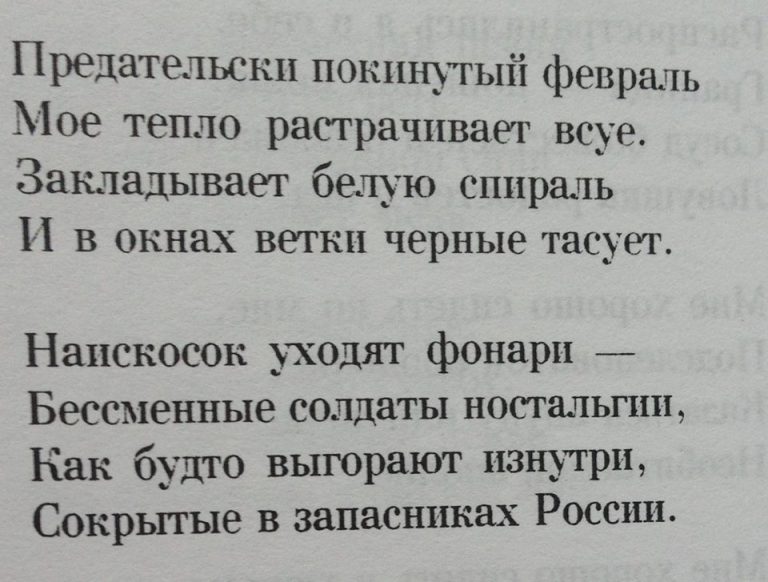 Предательски покинутый февраль
Мое тепло растрачивает всуе.
Закладывает белую спираль
И в окнах ветки черные тасует.
Наискосок уходят фонари —
Бессменные солдаты ностальгии,
Как будто выгорают изнутри,
Сокрытые в запасниках России.